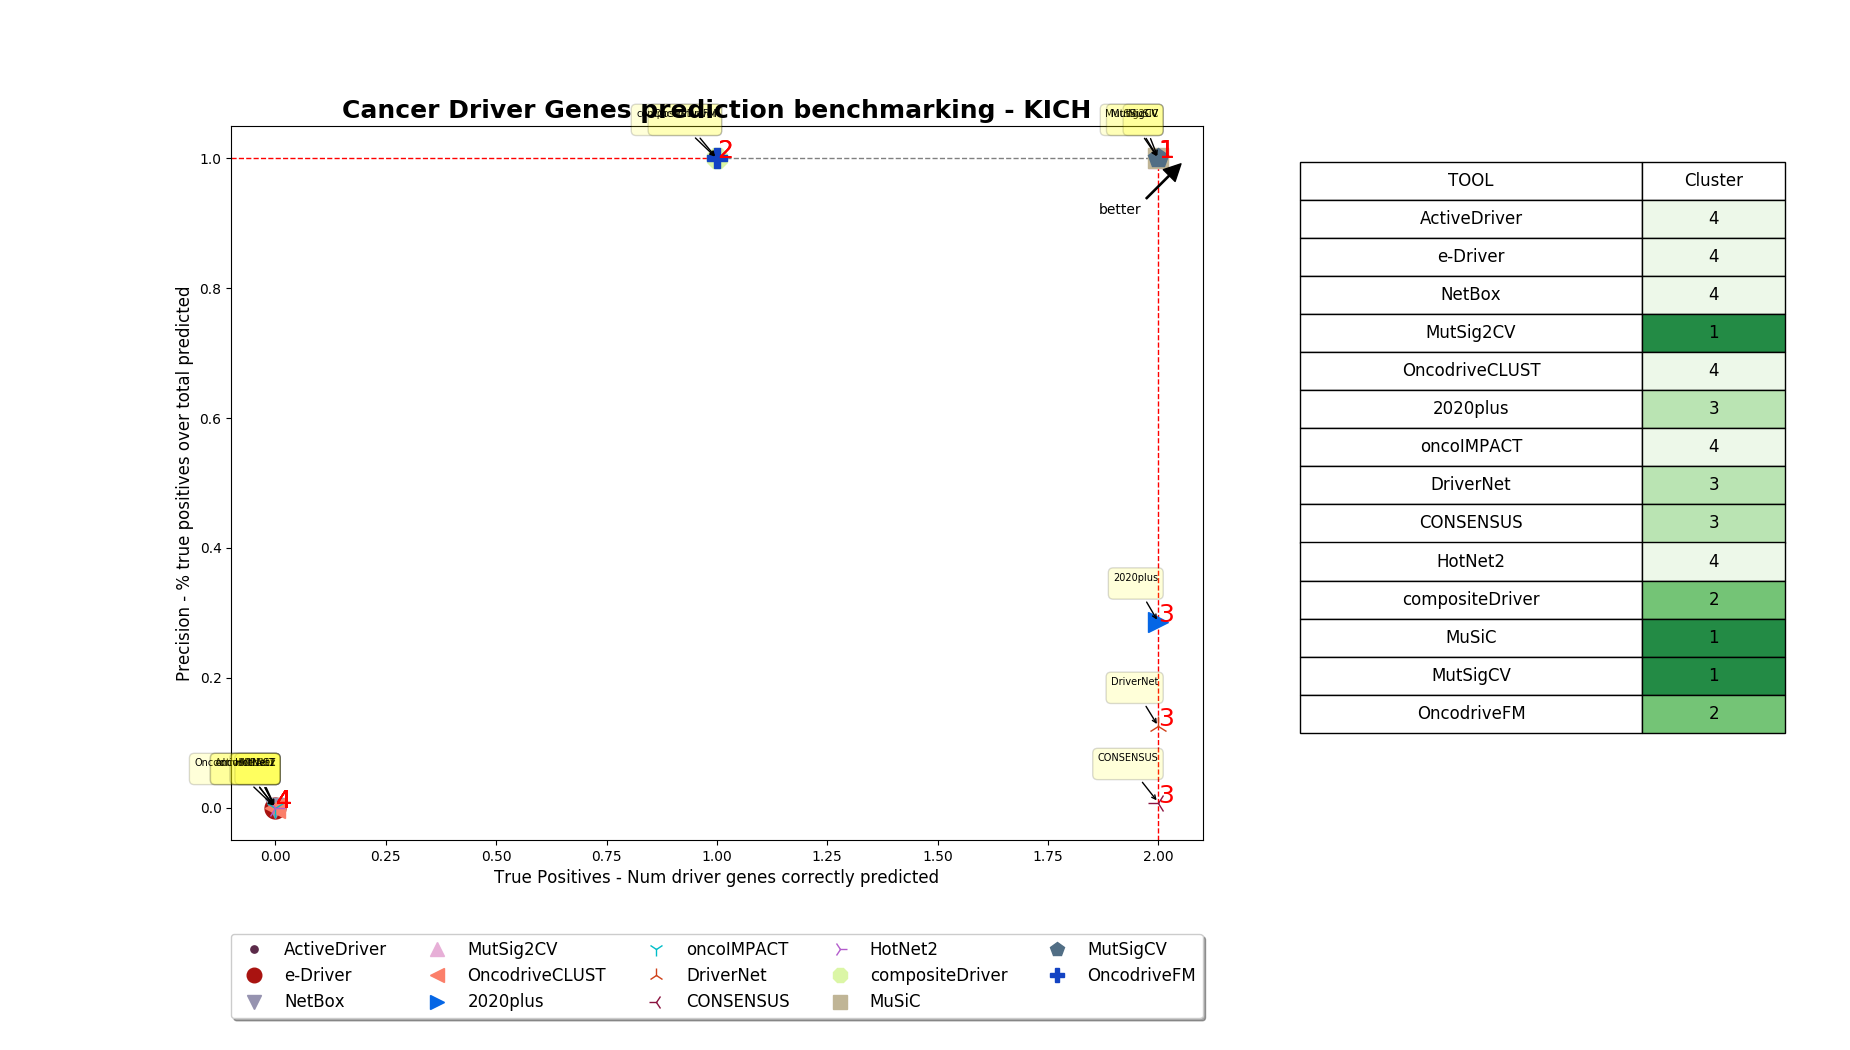 Cancer Driver Genes prediction benchmarking - KICH
Precision - % true positives over total predicted
1.0
0.8
0.6
0.4
0.2
0.0
2
1
better
2020plus
3
DriverNet
3
CONSENSUS
3
4
0.00 0.25 0.50 0.75 1.00 1.25 1.50 1.75 2.00
True Positives - Num driver genes correctly predicted
ActiveDriver MutSig2CV oncoIMPACT HotNet2 MutSigCV
e-Driver OncodriveCLUST DriverNet compositeDriver OncodriveFM
NetBox 2020plus CONSENSUS MuSiC
TOOL Cluster
ActiveDriver 4
e-Driver 4
NetBox 4
MutSig2CV 1
OncodriveCLUST 4
2020plus 3
oncoIMPACT 4
DriverNet 3
CONSENSUS 3
HotNet2 4
compositeDriver 2
MuSiC 1
MutSigCV 1
OncodriveFM 2